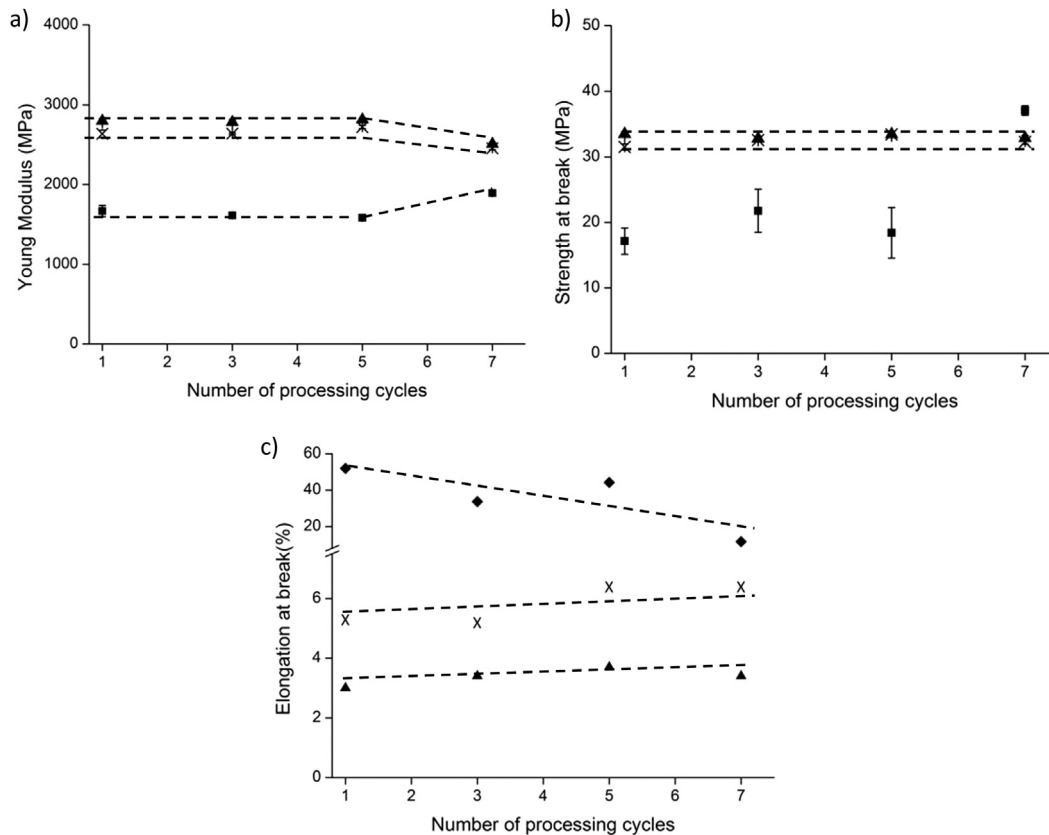 a)
4000
3000
2000
1000
0
Young Modulus (MPa)
1 2 3 4 5 6 7
Number of processing cycles
b)
50
40
30
20
10
0
Strength at break (MPa)
1 2 3 4 5 6 7
Number of processing cycles
c)
60
40
20
6
4
2
0
Elongation at break(%)
1 2 3 4 5 6 7
Number of processing cycles